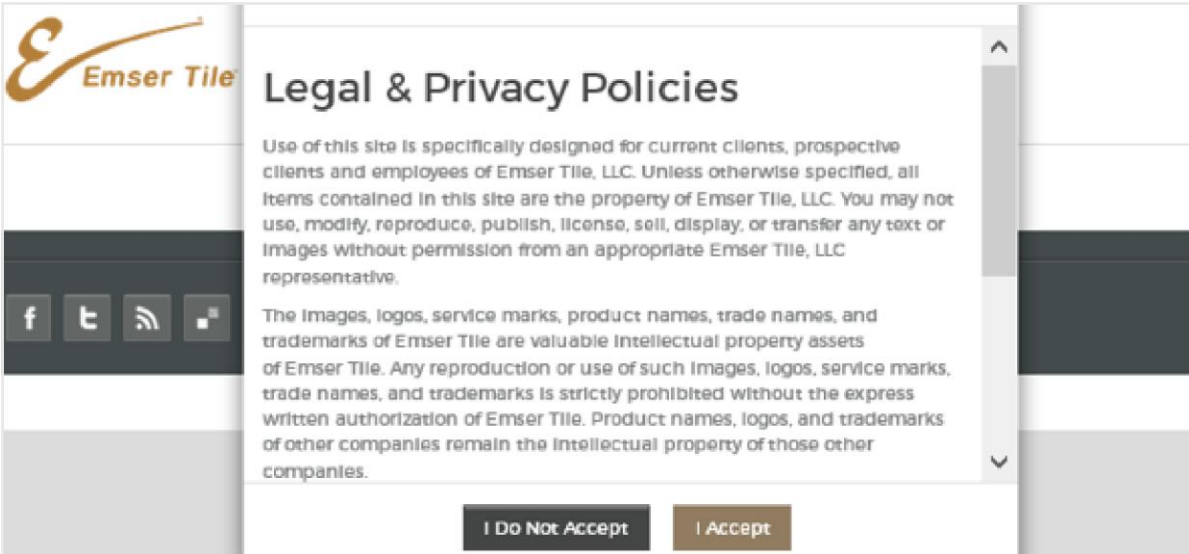 Emser Tile
Legal & Privacy Policies
Use of this site is specifically designed for current clients, prospective
clients and employees of Emser Tile, LLC. Unless otherwise specified, all
items contained in this site are the property of Emser Tile, LLC. You may not
use, modify, reproduce, publish, license, sell, display, or transfer any text or
images without permission from an appropriate Emser Tile, LLC
representative.
The images, logos, service marks, product names, trade names, and
trademarks of Emser Tile are valuable intellectual property assets
of Emser Tile. Any reproduction or use of such images, logos, service marks,
trade names, and trademarks is strictly prohibited without the express
written authorization of Emser Tile. Product names, logos, and trademarks
of other companies remain the intellectual property of those other
companies.
I Do Not Accept
I Accept